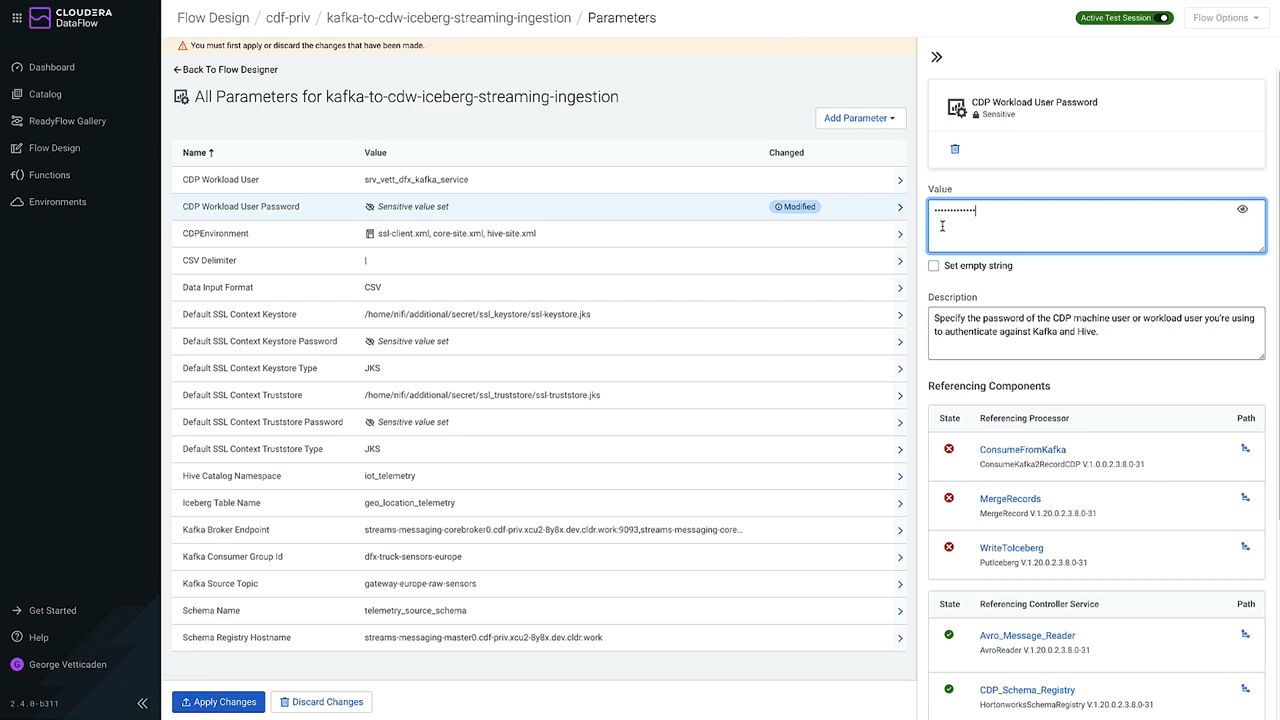 CLOUDERA
DataFlow
Dashboard
Catalog
ReadyFlow Gallery
Flow Design
Functions
Environments
Get Started
Help
G George Vetticaden
2.4.0-b311
Flow Design / cdf-priv / kafka-to-cdw-iceberg-streaming-ingestion / Parameters
Active Test Session
Flow Options
You must first apply or discard the changes that have been made.
Back To Flow Designer
All Parameters for kafka-to-cdw-iceberg-streaming-ingestion
Add Parameter
Name Value Changed
CDP Workload User srv_vett_dfx_kafka_service
CDP Workload User Password Sensitive value set Modified
CDPEnvironment ssl-client.xml, core-site.xml, hive-site.xml
CSV Delimiter |
Data Input Format CSV
Default SSL Context Keystore /home/nifi/additional/secret/ssl_keystore/ssl-keystore.jks
Default SSL Context Keystore Password Sensitive value set
Default SSL Context Keystore Type JKS
Default SSL Context Truststore /home/nifi/additional/secret/ssl_truststore/ssl-truststore.jks
Default SSL Context Truststore Password Sensitive value set
Default SSL Context Truststore Type JKS
Hive Catalog Namespace iot_telemetry
Iceberg Table Name geo_location_telemetry
Kafka Broker Endpoint streams-messaging-corebroker0.cdf-priv.xcu2-8y8x.dev.cldr.work:9093,streams-messaging-core...
Kafka Consumer Group Id dfx-truck-sensors-europe
Kafka Source Topic gateway-europe-raw-sensors
Schema Name telemetry_source_schema
Schema Registry Hostname streams-messaging-master0.cdf-priv.xcu2-8y8x.dev.cldr.work
Apply Changes
Discard Changes
CDP Workload User Password
Sensitive
Value
••••••••••••
Set empty string
Description
Specify the password of the CDP machine user or workload user you're using
to authenticate against Kafka and Hive.
Referencing Components
State Referencing Processor Path
ConsumeFromKafka
ConsumeKafka2RecordCDP V.1.0.0.2.3.8.0-31
MergeRecords
MergeRecord V.1.20.0.2.3.8.0-31
WriteToIceberg
PutIceberg V.1.20.0.2.3.8.0-31
State Referencing Controller Service Path
Avro_Message_Reader
AvroReader V.1.20.0.2.3.8.0-31
CDP_Schema_Registry
HortonworksSchemaRegistry V.1.20.0.2.3.8.0-31